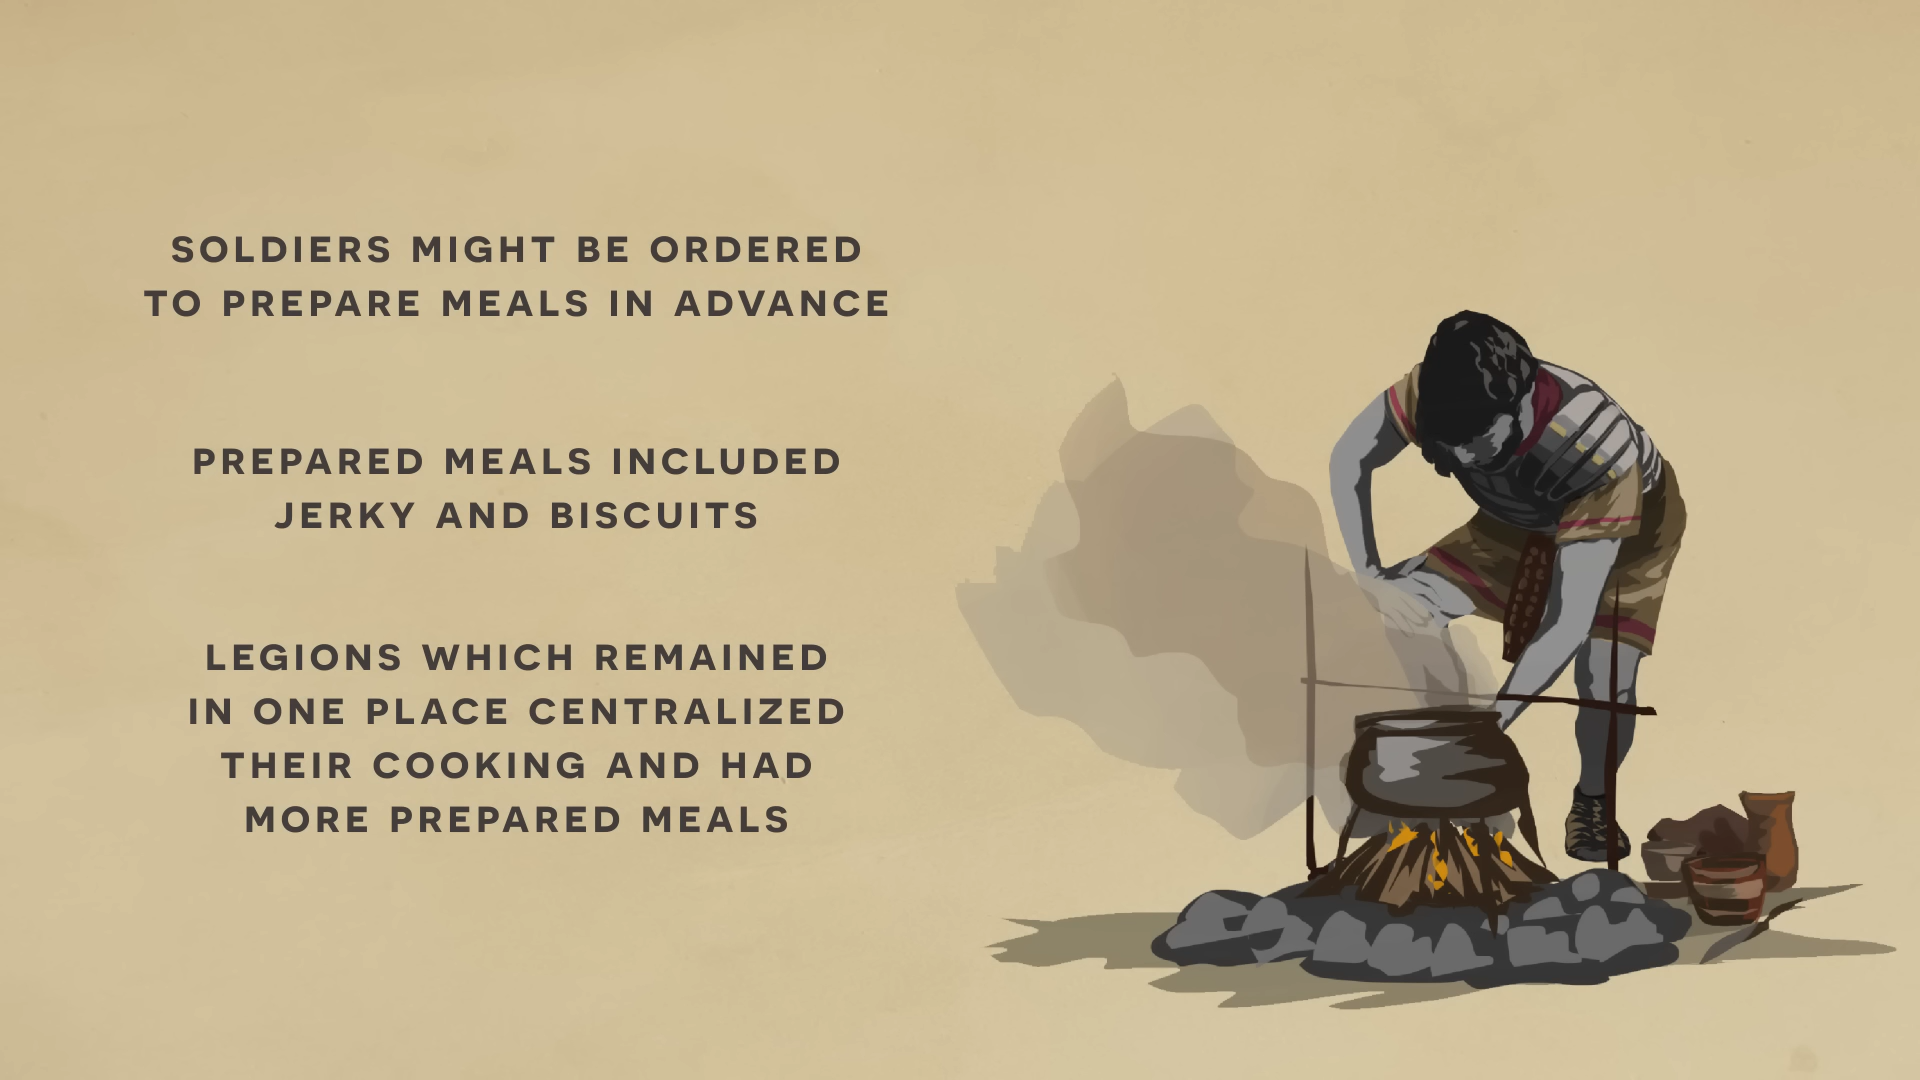 SOLDIERS MIGHT BE ORDERED
TO PREPARE MEALS IN ADVANCE
PREPARED MEALS INCLUDED
JERKY AND BISCUITS
LEGIONS WHICH REMAINED
IN ONE PLACE CENTRALIZED
THEIR COOKING AND HAD
MORE PREPARED MEALS